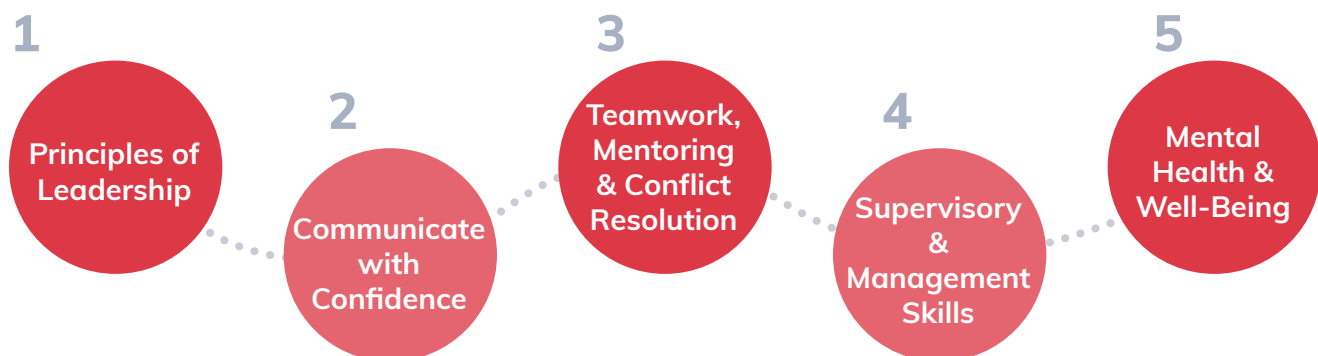 1
Principles of
Leadership
2
Communicate
with
Confidence
3
Teamwork,
Mentoring
& Conflict
Resolution
4
Supervisory
&
Management
Skills
5
Mental
Health &
Well-Being